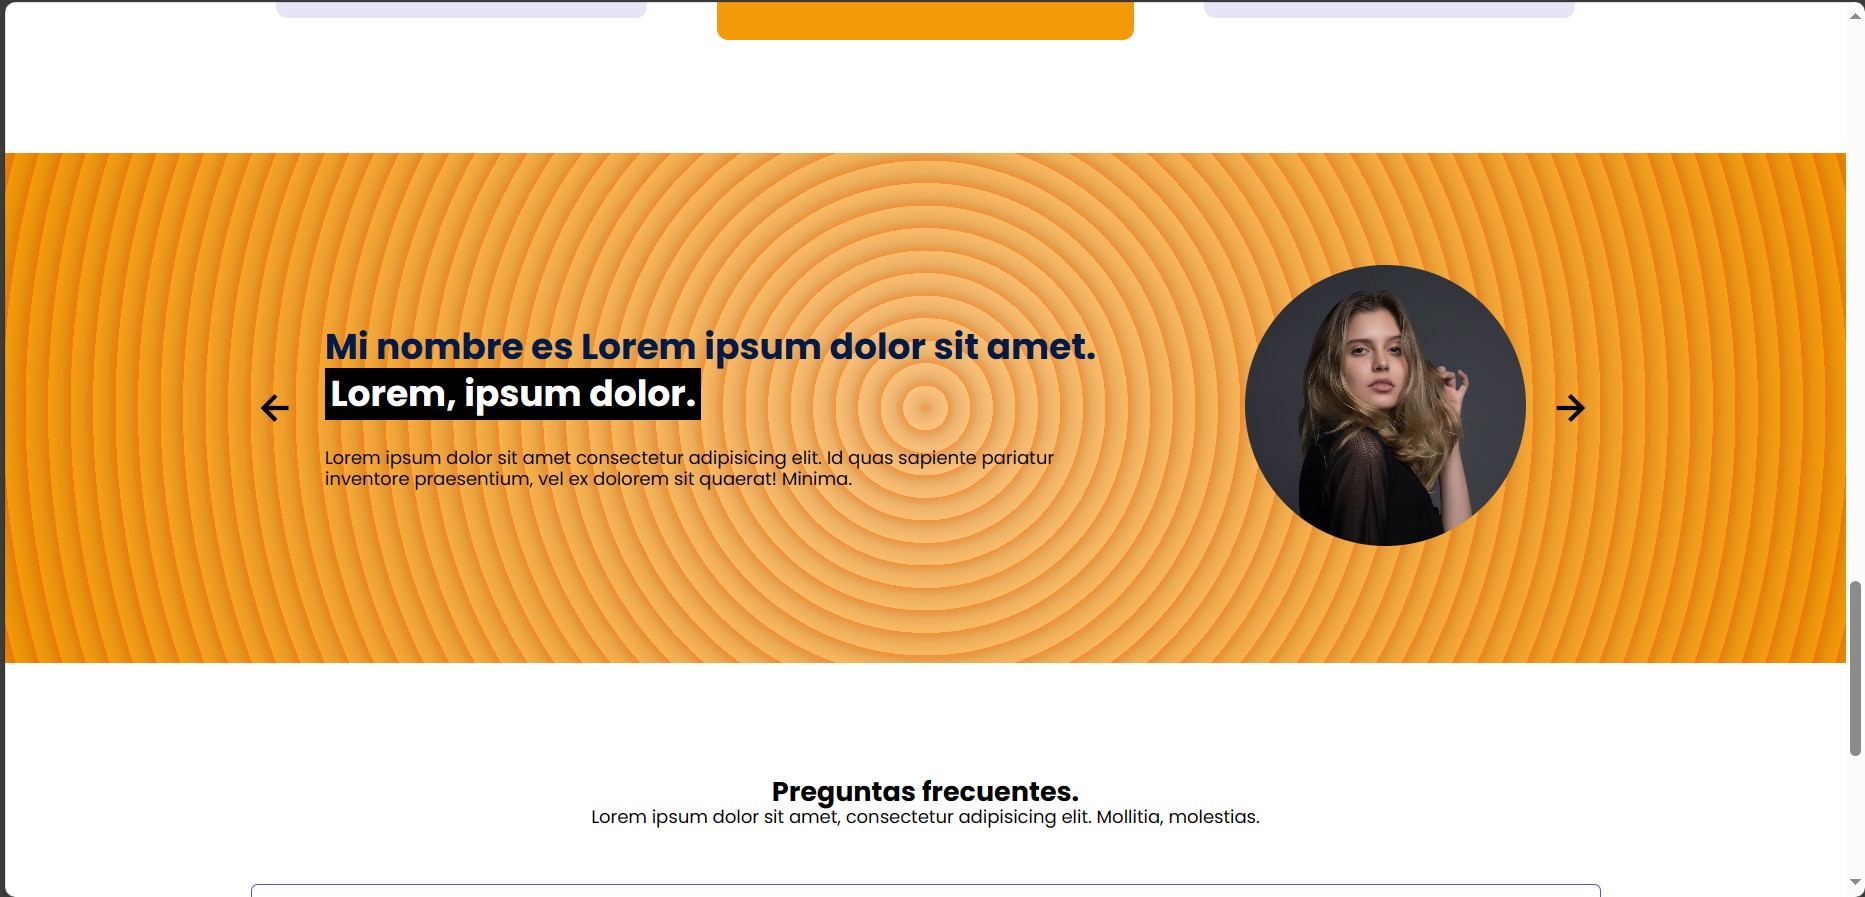 Mi nombre es Lorem ipsum dolor sit amet.
Lorem, ipsum dolor.
Lorem ipsum dolor sit amet consectetur adipisicing elit. Id quas sapiente pariatur
inventore praesentium, vel ex dolorem sit quaerat! Minima.
Preguntas frecuentes.
Lorem ipsum dolor sit amet, consectetur adipisicing elit. Mollitia, molestias.